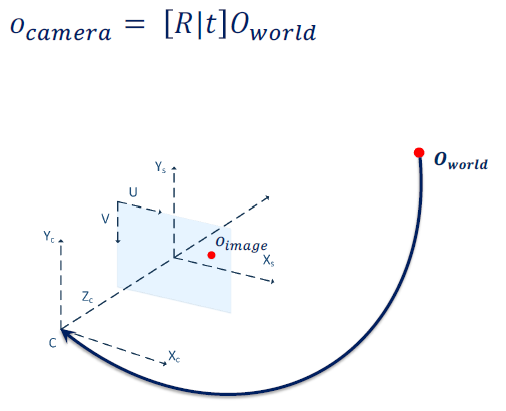 o_camera = [R|t]O_world
O_world
Y_s
U
V
o_image
Y_c
X_s
Z_c
C
X_c